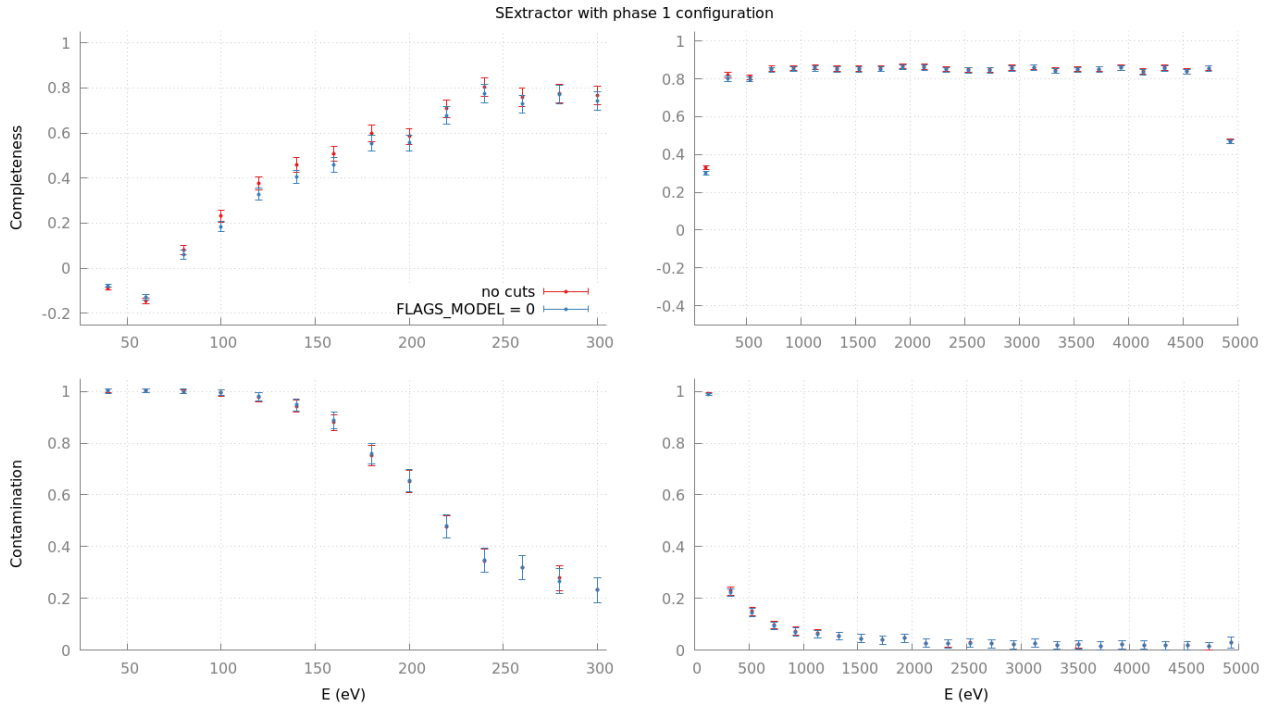 SExtractor with phase 1 configuration
Completeness
1
0.8
0.6
0.4
0.2
0
-0.2
50 100 150 200 250 300
no cuts
FLAGS_MODEL = 0
1
0.8
0.6
0.4
0.2
0
-0.2
-0.4
500 1000 1500 2000 2500 3000 3500 4000 4500 5000
Contamination
1
0.8
0.6
0.4
0.2
0
50 100 150 200 250 300
E (eV)
1
0.8
0.6
0.4
0.2
0
0 500 1000 1500 2000 2500 3000 3500 4000 4500 5000
E (eV)